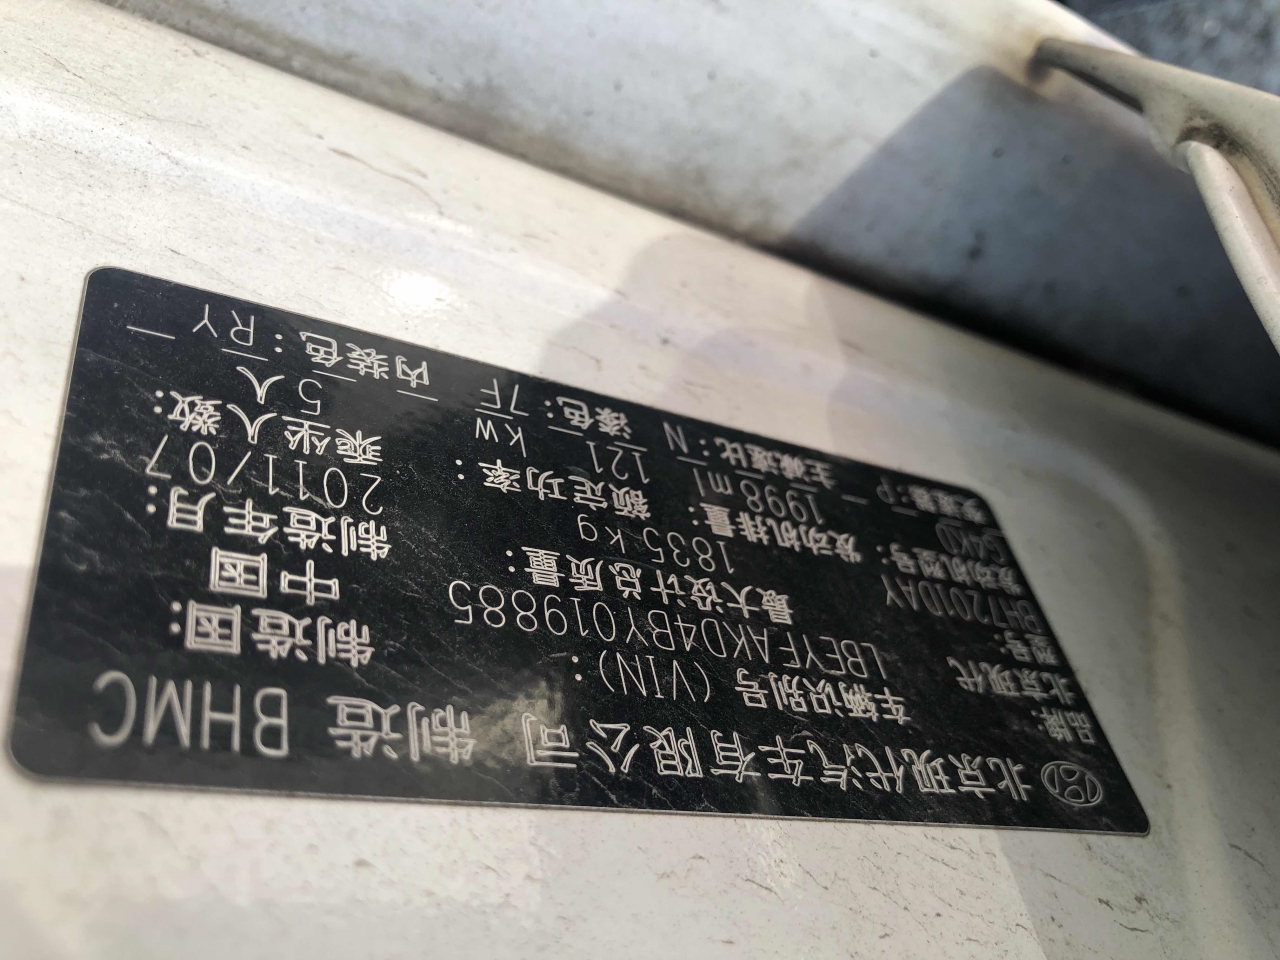 北京现代汽车有限公司 制造 BHMC
品牌: 车辆识别号 (VIN): 制造国:
北京现代 LBEYFAKD4BY019885 中国
型号: 最大设计总质量: 制造年月:
BH7201DAY 1835 kg 2011/07
发动机型号: 发动机排量: 额定功率: 乘坐人数:
G4KD 1998 ml 121 kw 5人
变速器: P 主减速比: N 漆色: 7F 内装色: RY